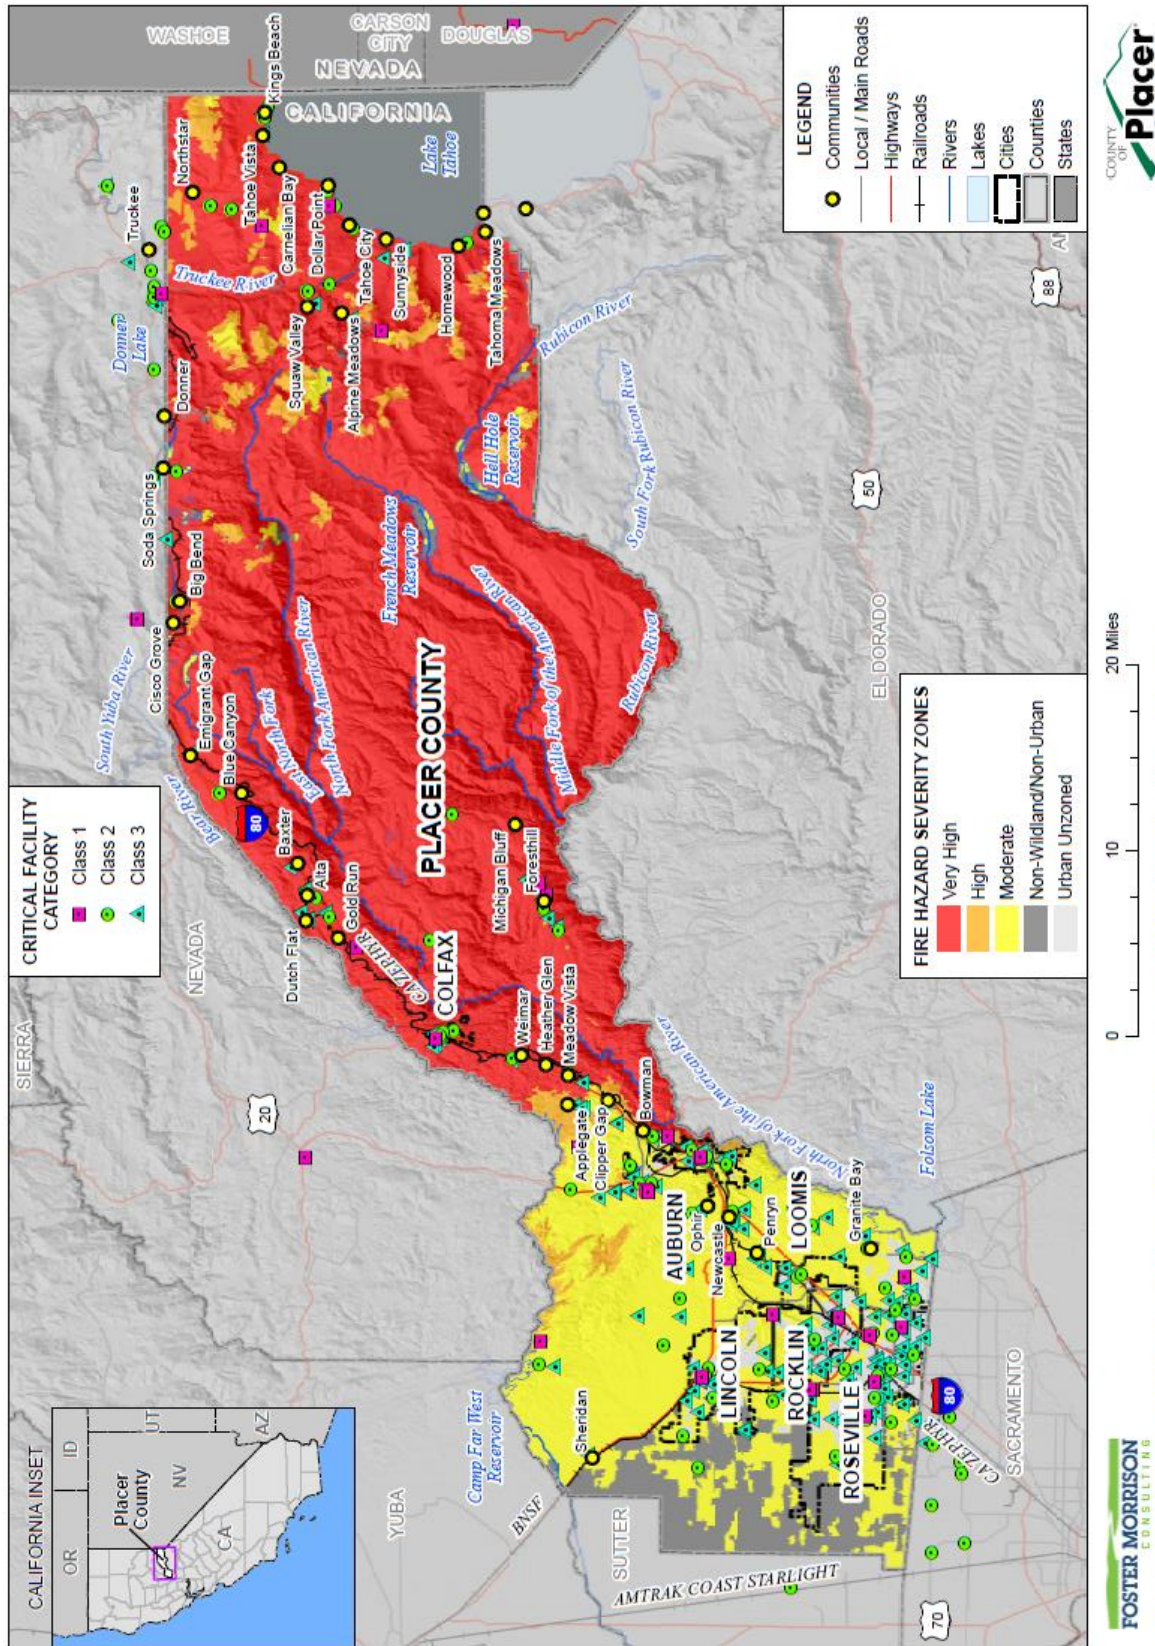 CALIFORNIA INSET
OR
ID
UT
NV
AZ
CA
Placer
County
CRITICAL FACILITY
CATEGORY
Class 1
Class 2
Class 3
SIERRA
NEVADA
YUBA
SUTTER
SACRAMENTO
EL DORADO
WASHOE
CARSON
CITY
DOUGLAS
NEVADA
CALIFORNIA
PLACER COUNTY
20
80
80
70
50
88
Camp Far West
Reservoir
BNSF
AMTRAK COAST STARLIGHT
CAZEPHYR
CAZEPHYR
Sheridan
LINCOLN
ROCKLIN
ROSEVILLE
AUBURN
LOOMIS
COLFAX
Ophir
Newcastle
Penryn
Granite Bay
Folsom Lake
North Fork of the American River
Applegate
Clipper Gap
Bowman
Weimar
Heather Glen
Meadow Vista
Michigan Bluff
Foresthill
Dutch Flat
Gold Run
Alta
Baxter
Blue Canyon
Emigrant Gap
Cisco Grove
Big Bend
Soda Springs
Donner
Donner
Lake
Truckee
Northstar
Tahoe Vista
Kings Beach
Carnelian Bay
Dollar Point
Tahoe City
Sunnyside
Homewood
Tahoma Meadows
Squaw Valley
Alpine Meadows
Bear River
South Yuba River
East North Fork
North Fork American River
Truckee River
Lake
Tahoe
French Meadows
Reservoir
Hell Hole
Reservoir
Middle Fork of the American River
Rubicon River
Rubicon River
South Fork Rubicon River
FIRE HAZARD SEVERITY ZONES
Very High
High
Moderate
Non-Wildland/Non-Urban
Urban Unzoned
LEGEND
Communities
Local / Main Roads
Highways
Railroads
Rivers
Lakes
Cities
Counties
States
0
10
20 Miles
FOSTER MORRISON
CONSULTING
COUNTY
OF
Placer